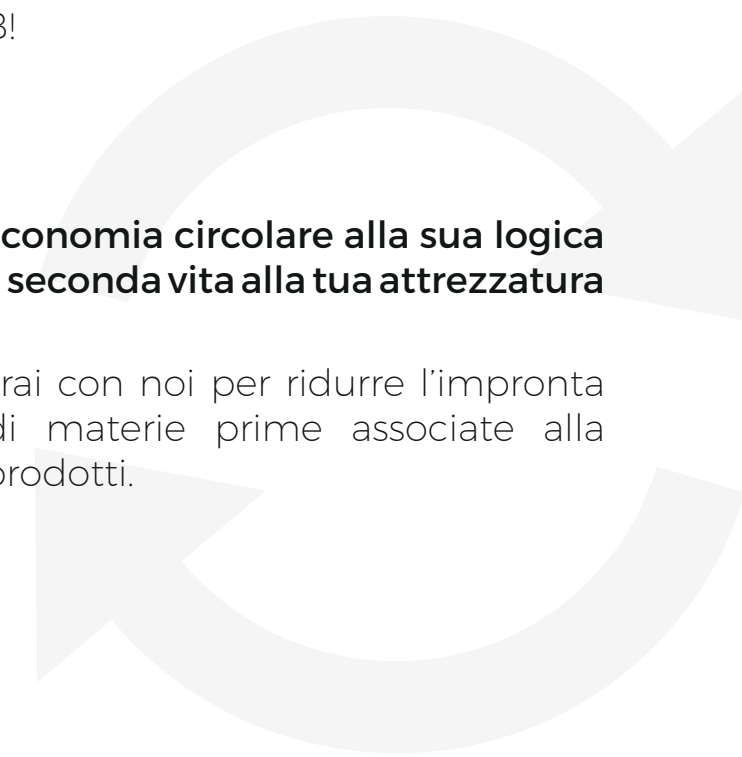 3!
conomia circolare alla sua logica
seconda vita alla tua attrezzatura
rai con noi per ridurre l’impronta
di materie prime associate alla
prodotti.